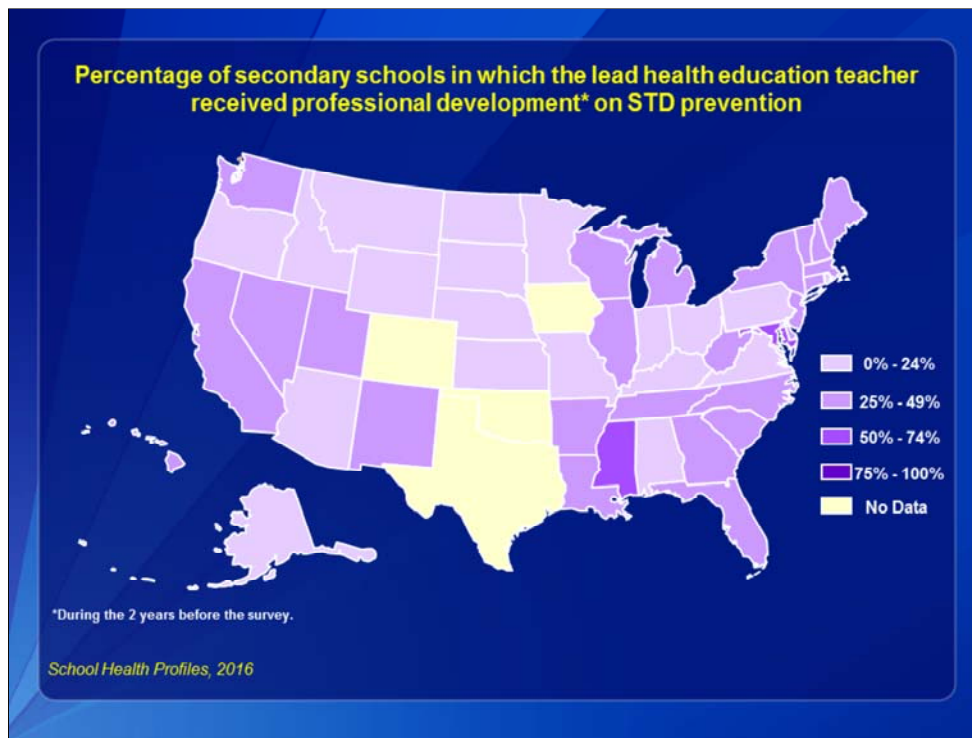 Percentage of secondary schools in which the lead health education teacher
received professional development* on STD prevention
0% - 24%
25% - 49%
50% - 74%
75% - 100%
No Data
*During the 2 years before the survey.
School Health Profiles, 2016